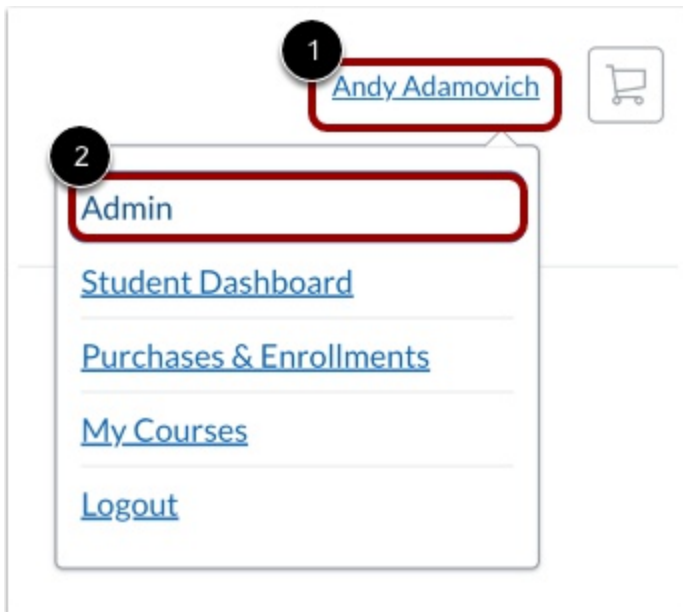 1
Andy Adamovich
2
Admin
Student Dashboard
Purchases & Enrollments
My Courses
Logout